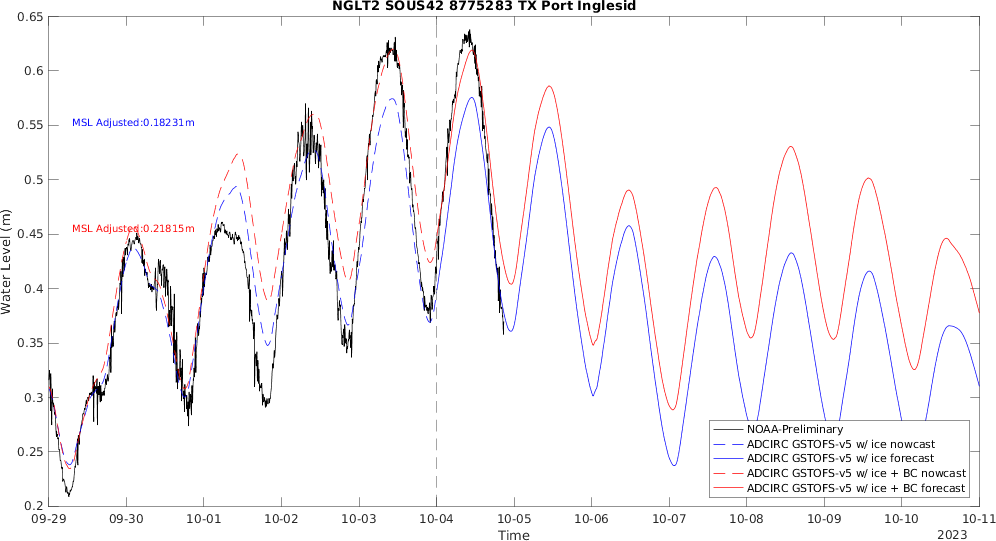 NGLT2 SOUS42 8775283 TX Port Inglesid
Water Level (m)
0.65
0.6
0.55
0.5
0.45
0.4
0.35
0.3
0.25
0.2
MSL Adjusted:0.18231m
MSL Adjusted:0.21815m
NOAA-Preliminary
ADCIRC GSTOFS-v5 w/ ice nowcast
ADCIRC GSTOFS-v5 w/ ice forecast
ADCIRC GSTOFS-v5 w/ ice + BC nowcast
ADCIRC GSTOFS-v5 w/ ice + BC forecast
09-29 09-30 10-01 10-02 10-03 10-04 10-05 10-06 10-07 10-08 10-09 10-10 10-11
Time
2023